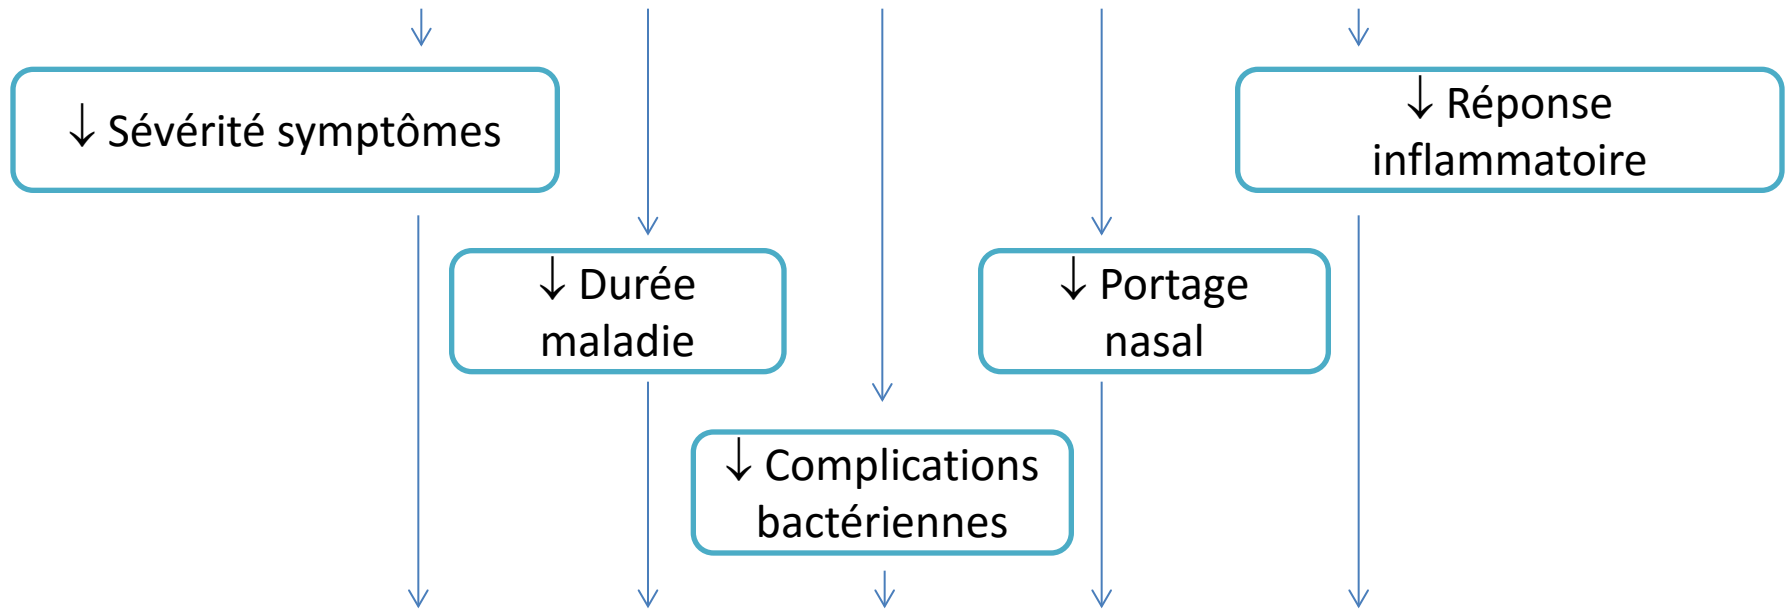 ↓ Sévérité symptômes
↓ Réponse
inflammatoire
↓ Durée
maladie
↓ Portage
nasal
↓ Complications
bactériennes